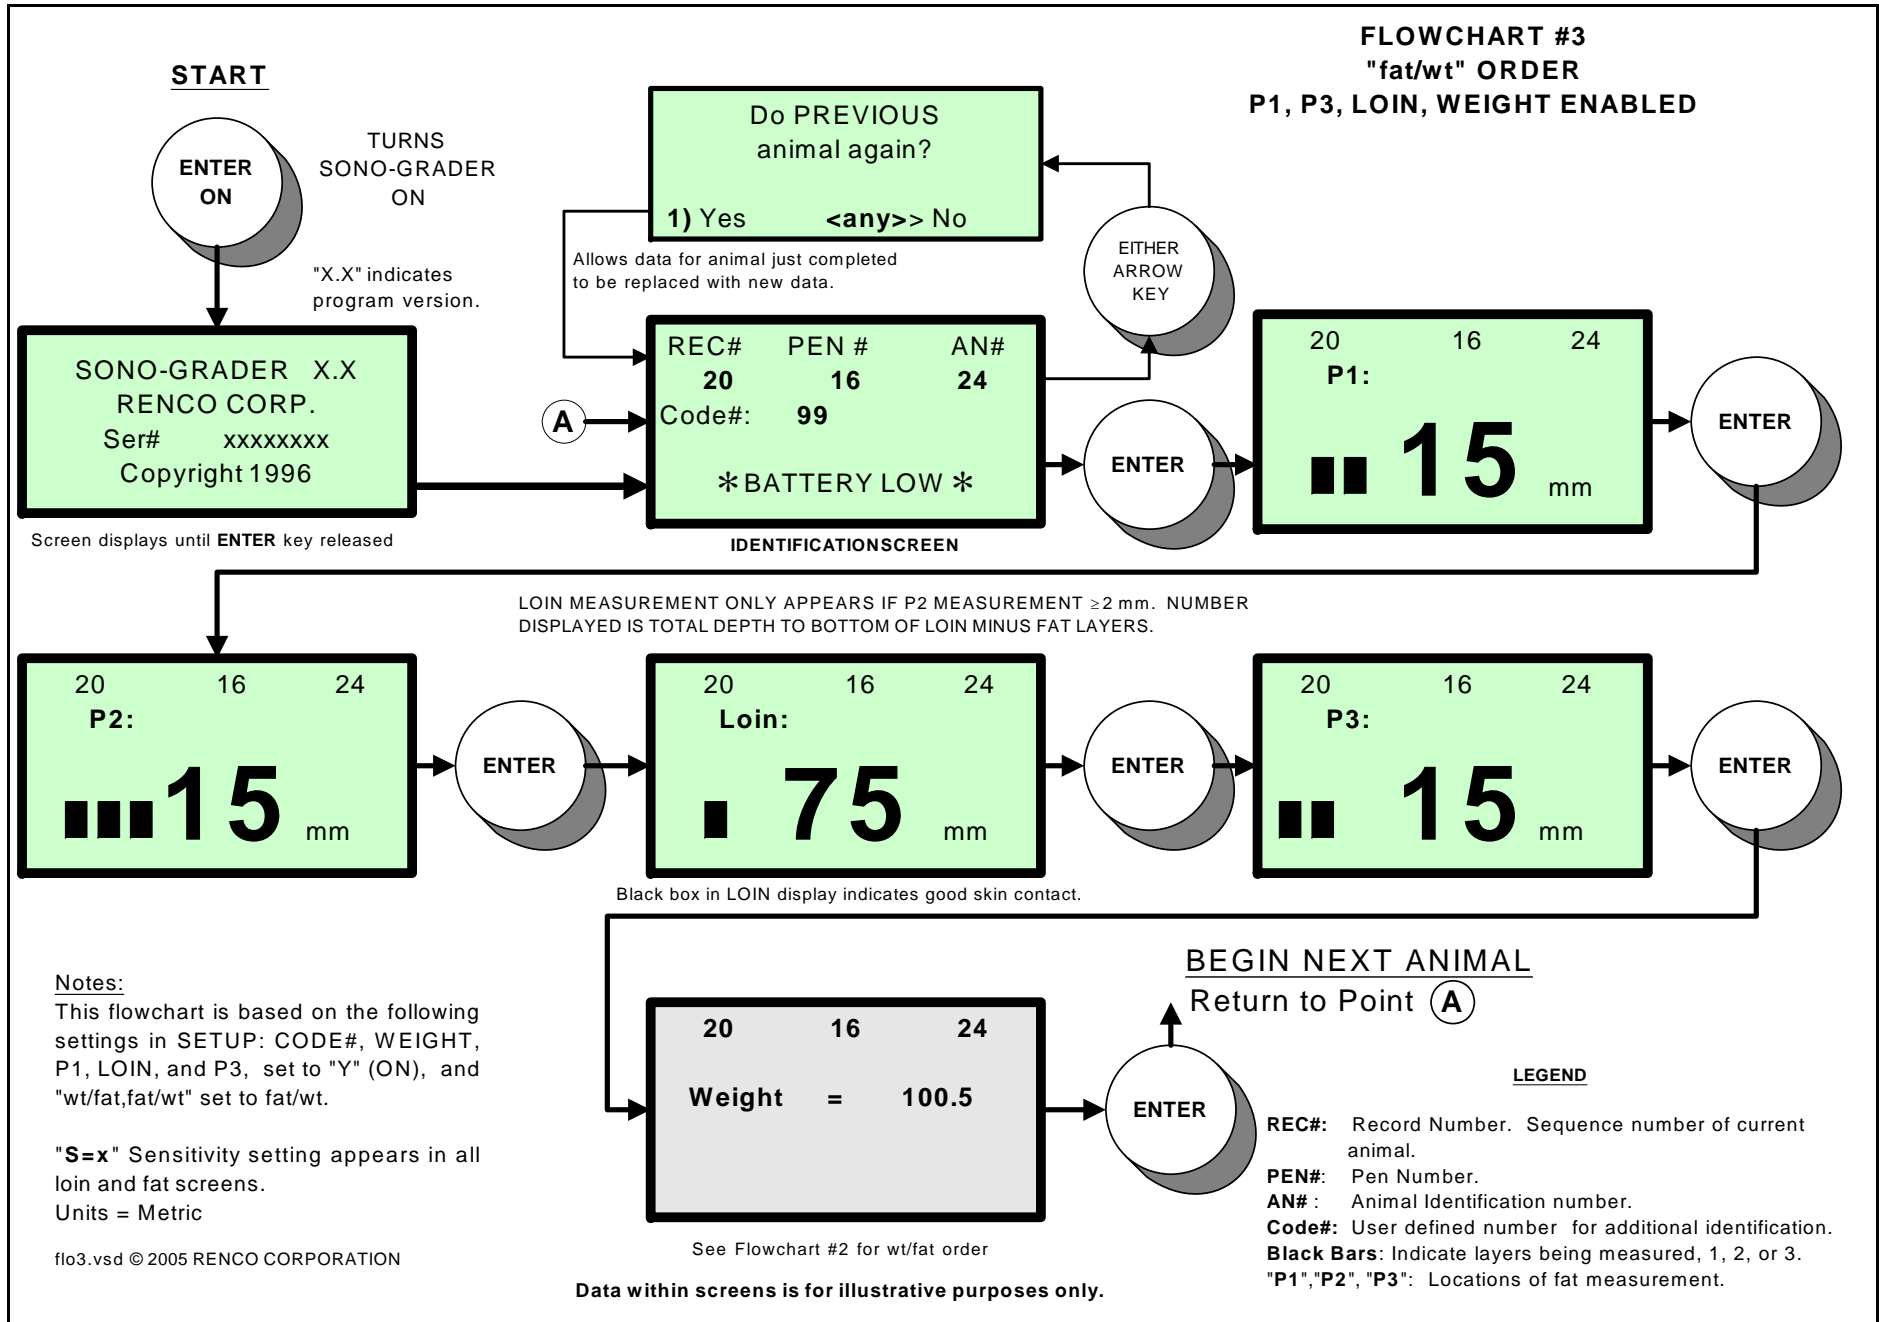 FLOWCHART #3
"fat/wt" ORDER
P1, P3, LOIN, WEIGHT ENABLED
START
ENTER
ON
TURNS
SONO-GRADER
ON
"X.X" indicates
program version.
SONO-GRADER X.X
RENCO CORP.
Ser# xxxxxxxx
Copyright 1996
Screen displays until ENTER key released
Do PREVIOUS
animal again?
1) Yes <any>> No
Allows data for animal just completed
to be replaced with new data.
EITHER
ARROW
KEY
A
REC# PEN # AN#
20 16 24
Code#: 99
*BATTERY LOW *
IDENTIFICATIONSCREEN
ENTER
20 16 24
P1:
15 mm
ENTER
LOIN MEASUREMENT ONLY APPEARS IF P2 MEASUREMENT ≥2 mm. NUMBER
DISPLAYED IS TOTAL DEPTH TO BOTTOM OF LOIN MINUS FAT LAYERS.
20 16 24
P2:
15 mm
ENTER
20 16 24
Loin:
75 mm
Black box in LOIN display indicates good skin contact.
ENTER
20 16 24
P3:
15 mm
ENTER
20 16 24
Weight = 100.5
See Flowchart #2 for wt/fat order
ENTER
BEGIN NEXT ANIMAL
Return to Point A
Notes:
This flowchart is based on the following
settings in SETUP: CODE#, WEIGHT,
P1, LOIN, and P3, set to "Y" (ON), and
"wt/fat,fat/wt" set to fat/wt.
"S=x" Sensitivity setting appears in all
loin and fat screens.
Units = Metric
flo3.vsd © 2005 RENCO CORPORATION
Data within screens is for illustrative purposes only.
LEGEND
REC#: Record Number. Sequence number of current
animal.
PEN#: Pen Number.
AN# : Animal Identification number.
Code#: User defined number for additional identification.
Black Bars: Indicate layers being measured, 1, 2, or 3.
"P1","P2", "P3": Locations of fat measurement.